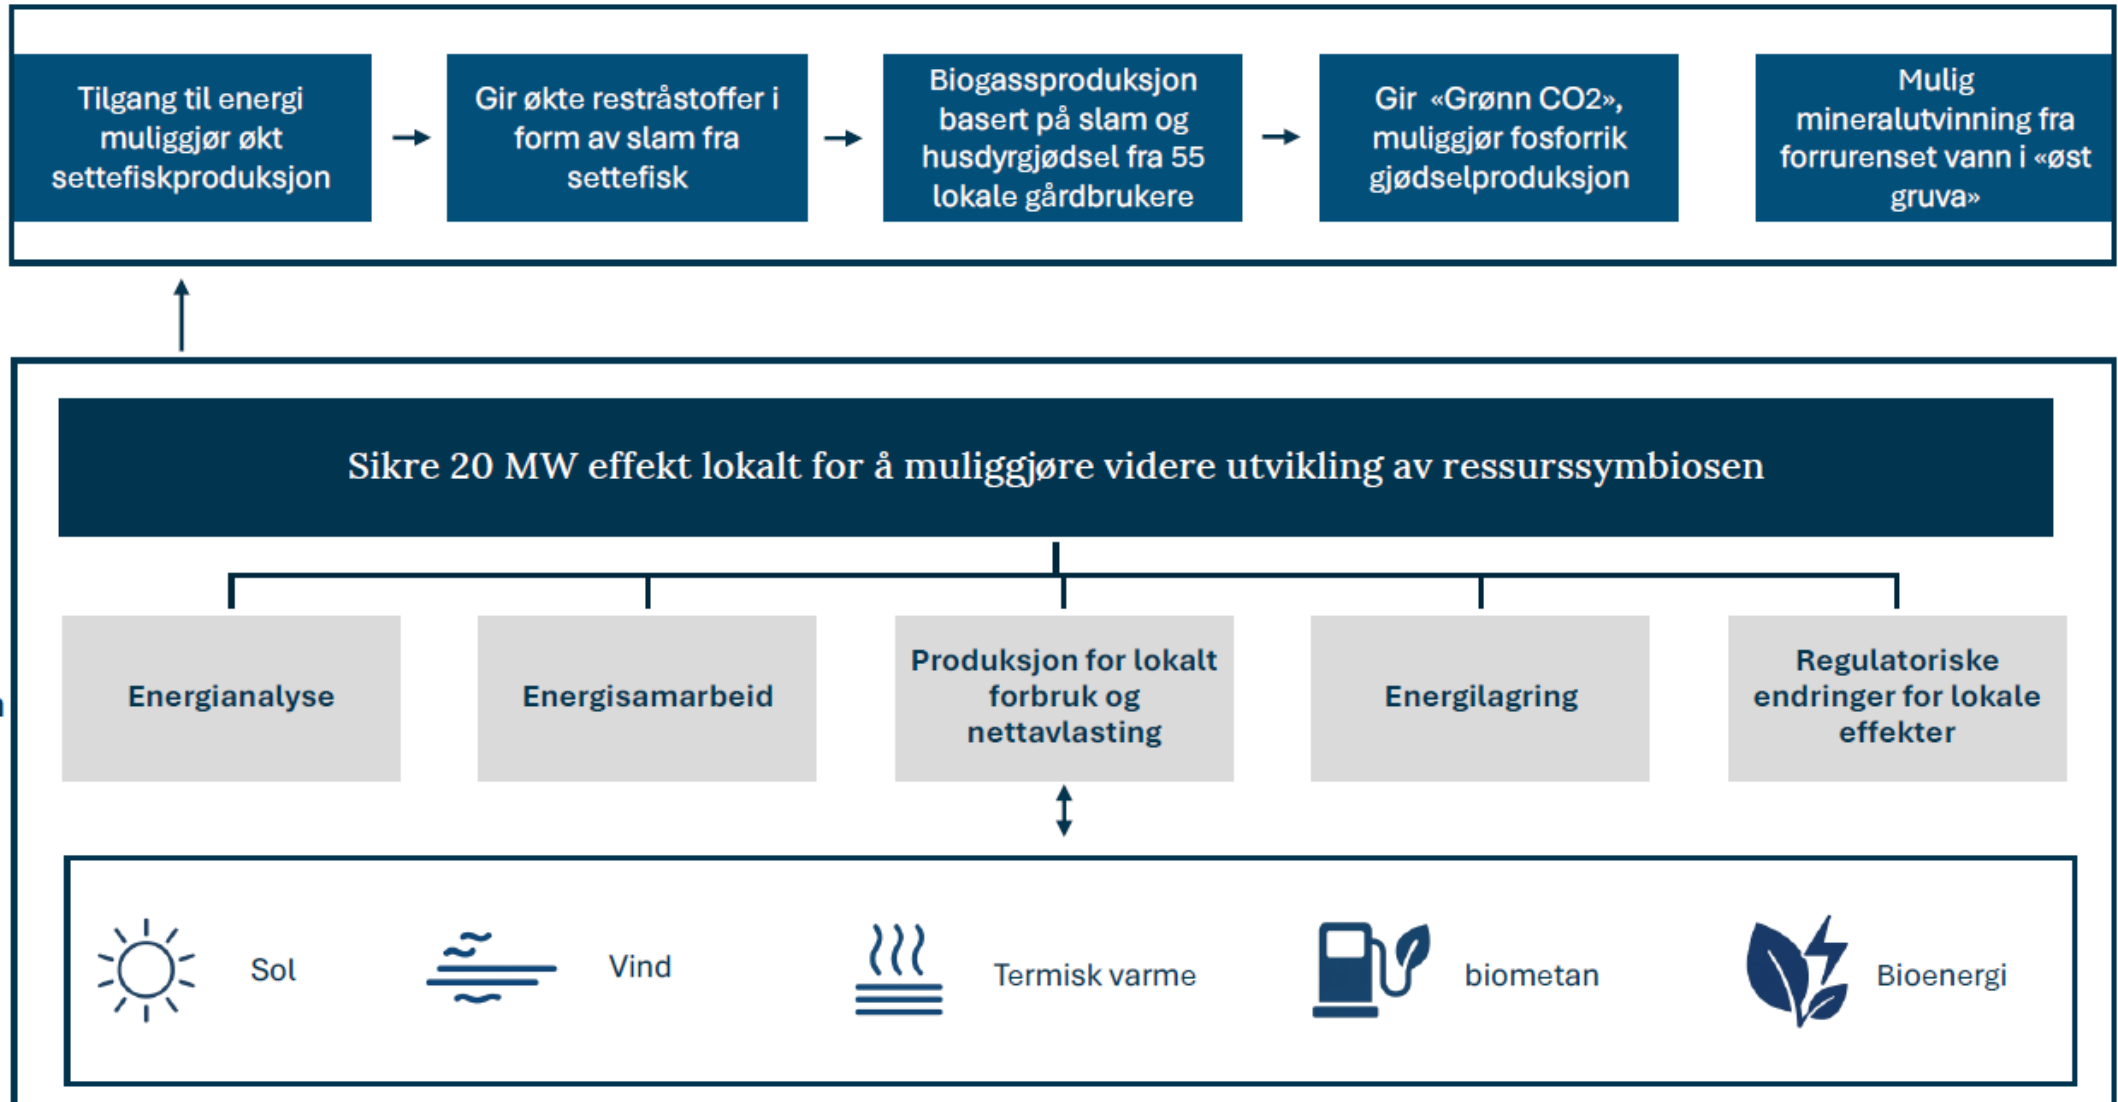 Tilgang til energi
muliggjør økt
settefiskproduksjon
Gir økte restråstoffer i
form av slam fra
settefisk
Biogassproduksjon
basert på slam og
husdyrgjødsel fra 55
lokale gårdbrukere
Gir «Grønn CO2»,
muliggjør fosforrik
gjødselproduksjon
Mulig
mineralutvinning fra
forrurenset vann i «øst
gruva»
Sikre 20 MW effekt lokalt for å muliggjøre videre utvikling av ressurssymbiosen
Energianalyse
Energisamarbeid
Produksjon for lokalt
forbruk og
nettavlasting
Energilagring
Regulatoriske
endringer for lokale
effekter
Sol
Vind
Termisk varme
biometan
Bioenergi